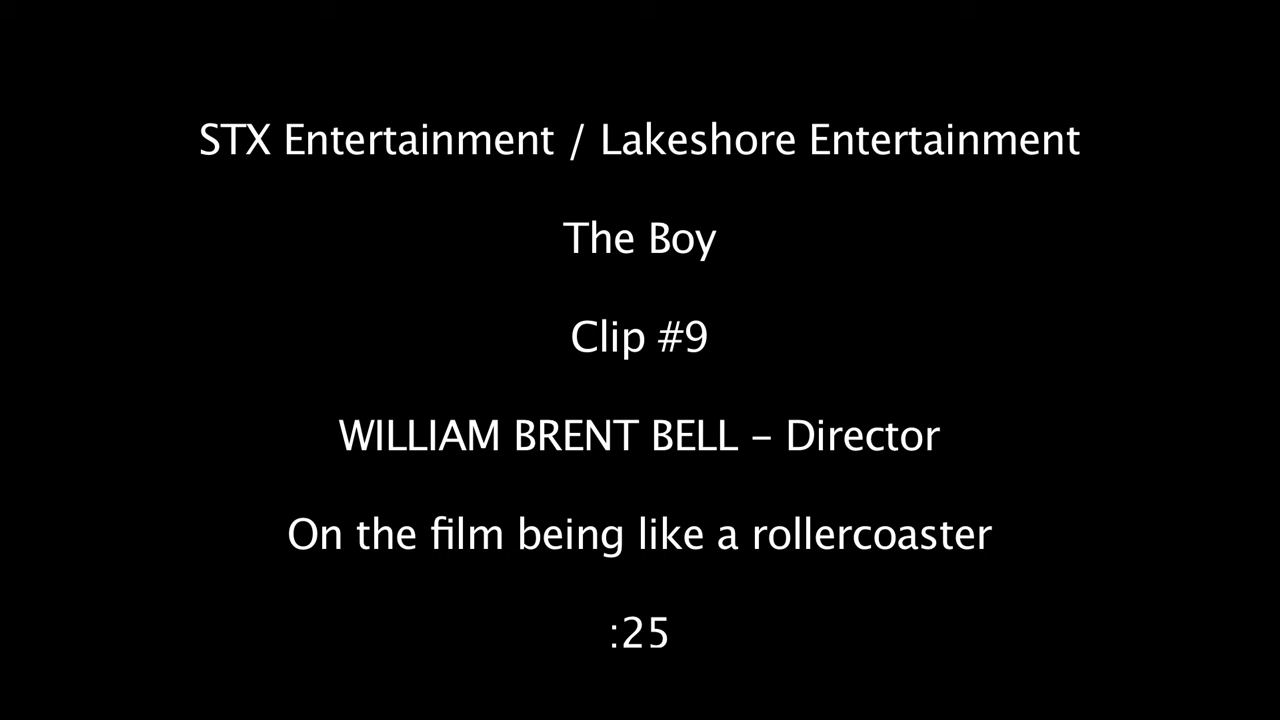 STX Entertainment / Lakeshore Entertainment
The Boy
Clip #9
WILLIAM BRENT BELL – Director
On the film being like a rollercoaster
:25